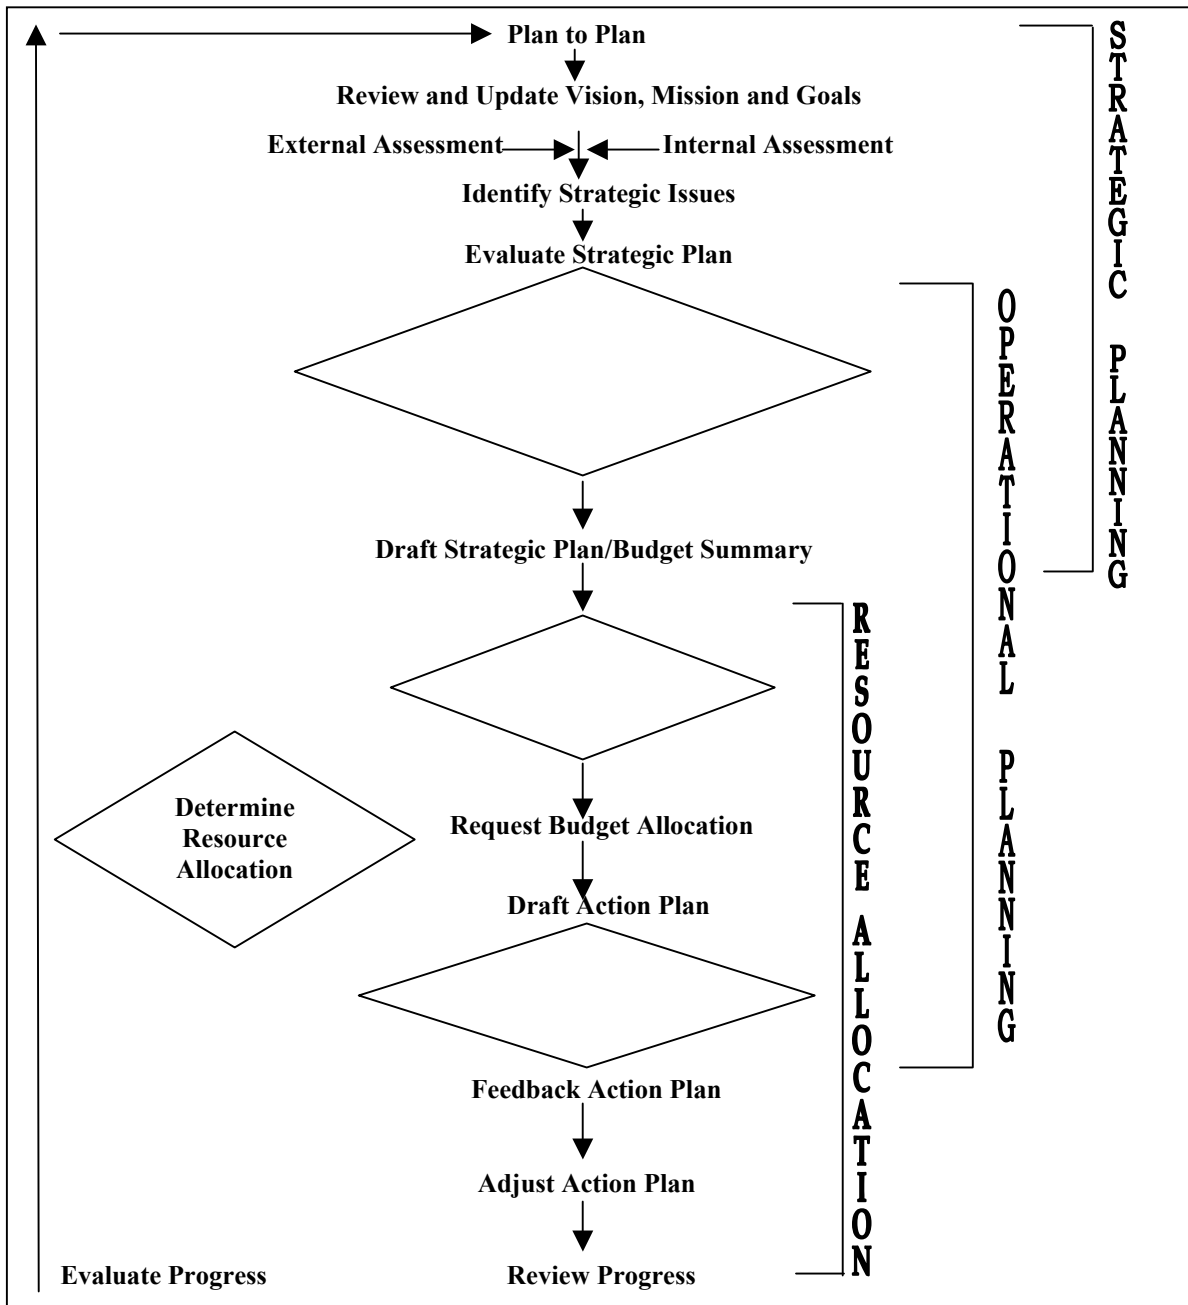 Plan to Plan
Review and Update Vision, Mission and Goals
External Assessment
Internal Assessment
Identify Strategic Issues
Evaluate Strategic Plan
Draft Strategic Plan/Budget Summary
Determine
Resource
Allocation
Request Budget Allocation
Draft Action Plan
Feedback Action Plan
Adjust Action Plan
Evaluate Progress
Review Progress
RESOURCE ALLOCATION
OPERATIONAL PLANNING
STRATEGIC PLANNING